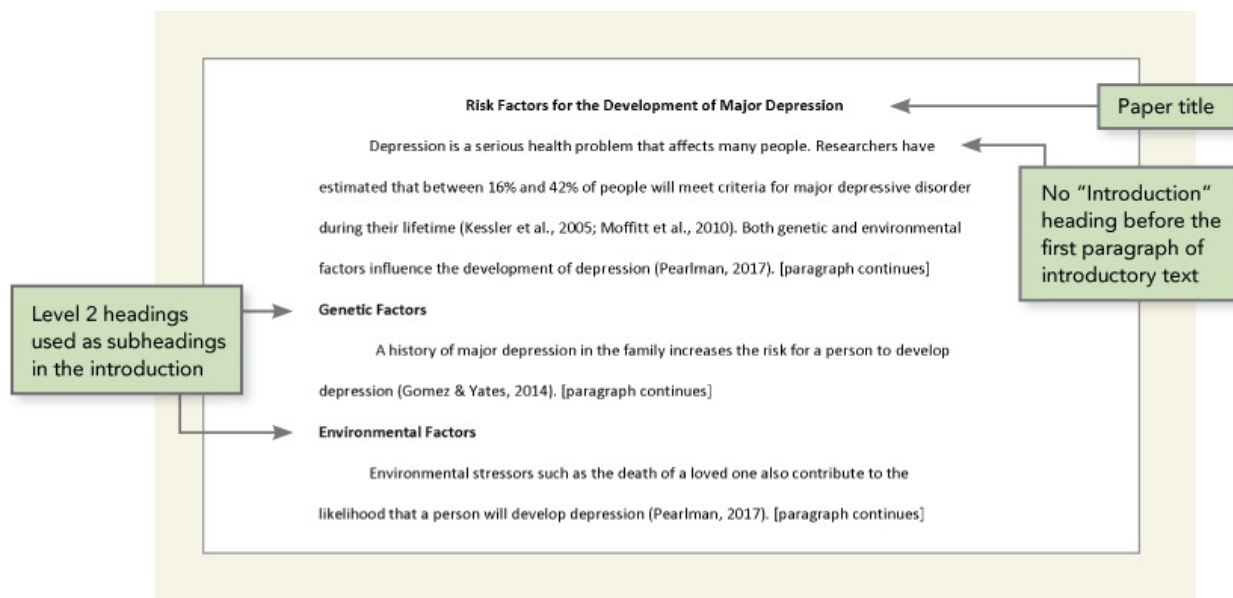 Risk Factors for the Development of Major Depression
Paper title
Depression is a serious health problem that affects many people. Researchers have
estimated that between 16% and 42% of people will meet criteria for major depressive disorder
during their lifetime (Kessler et al., 2005; Moffitt et al., 2010). Both genetic and environmental
factors influence the development of depression (Pearlman, 2017). [paragraph continues]
No “Introduction“
heading before the
first paragraph of
introductory text
Level 2 headings
used as subheadings
in the introduction
Genetic Factors
A history of major depression in the family increases the risk for a person to develop
depression (Gomez & Yates, 2014). [paragraph continues]
Environmental Factors
Environmental stressors such as the death of a loved one also contribute to the
likelihood that a person will develop depression (Pearlman, 2017). [paragraph continues]